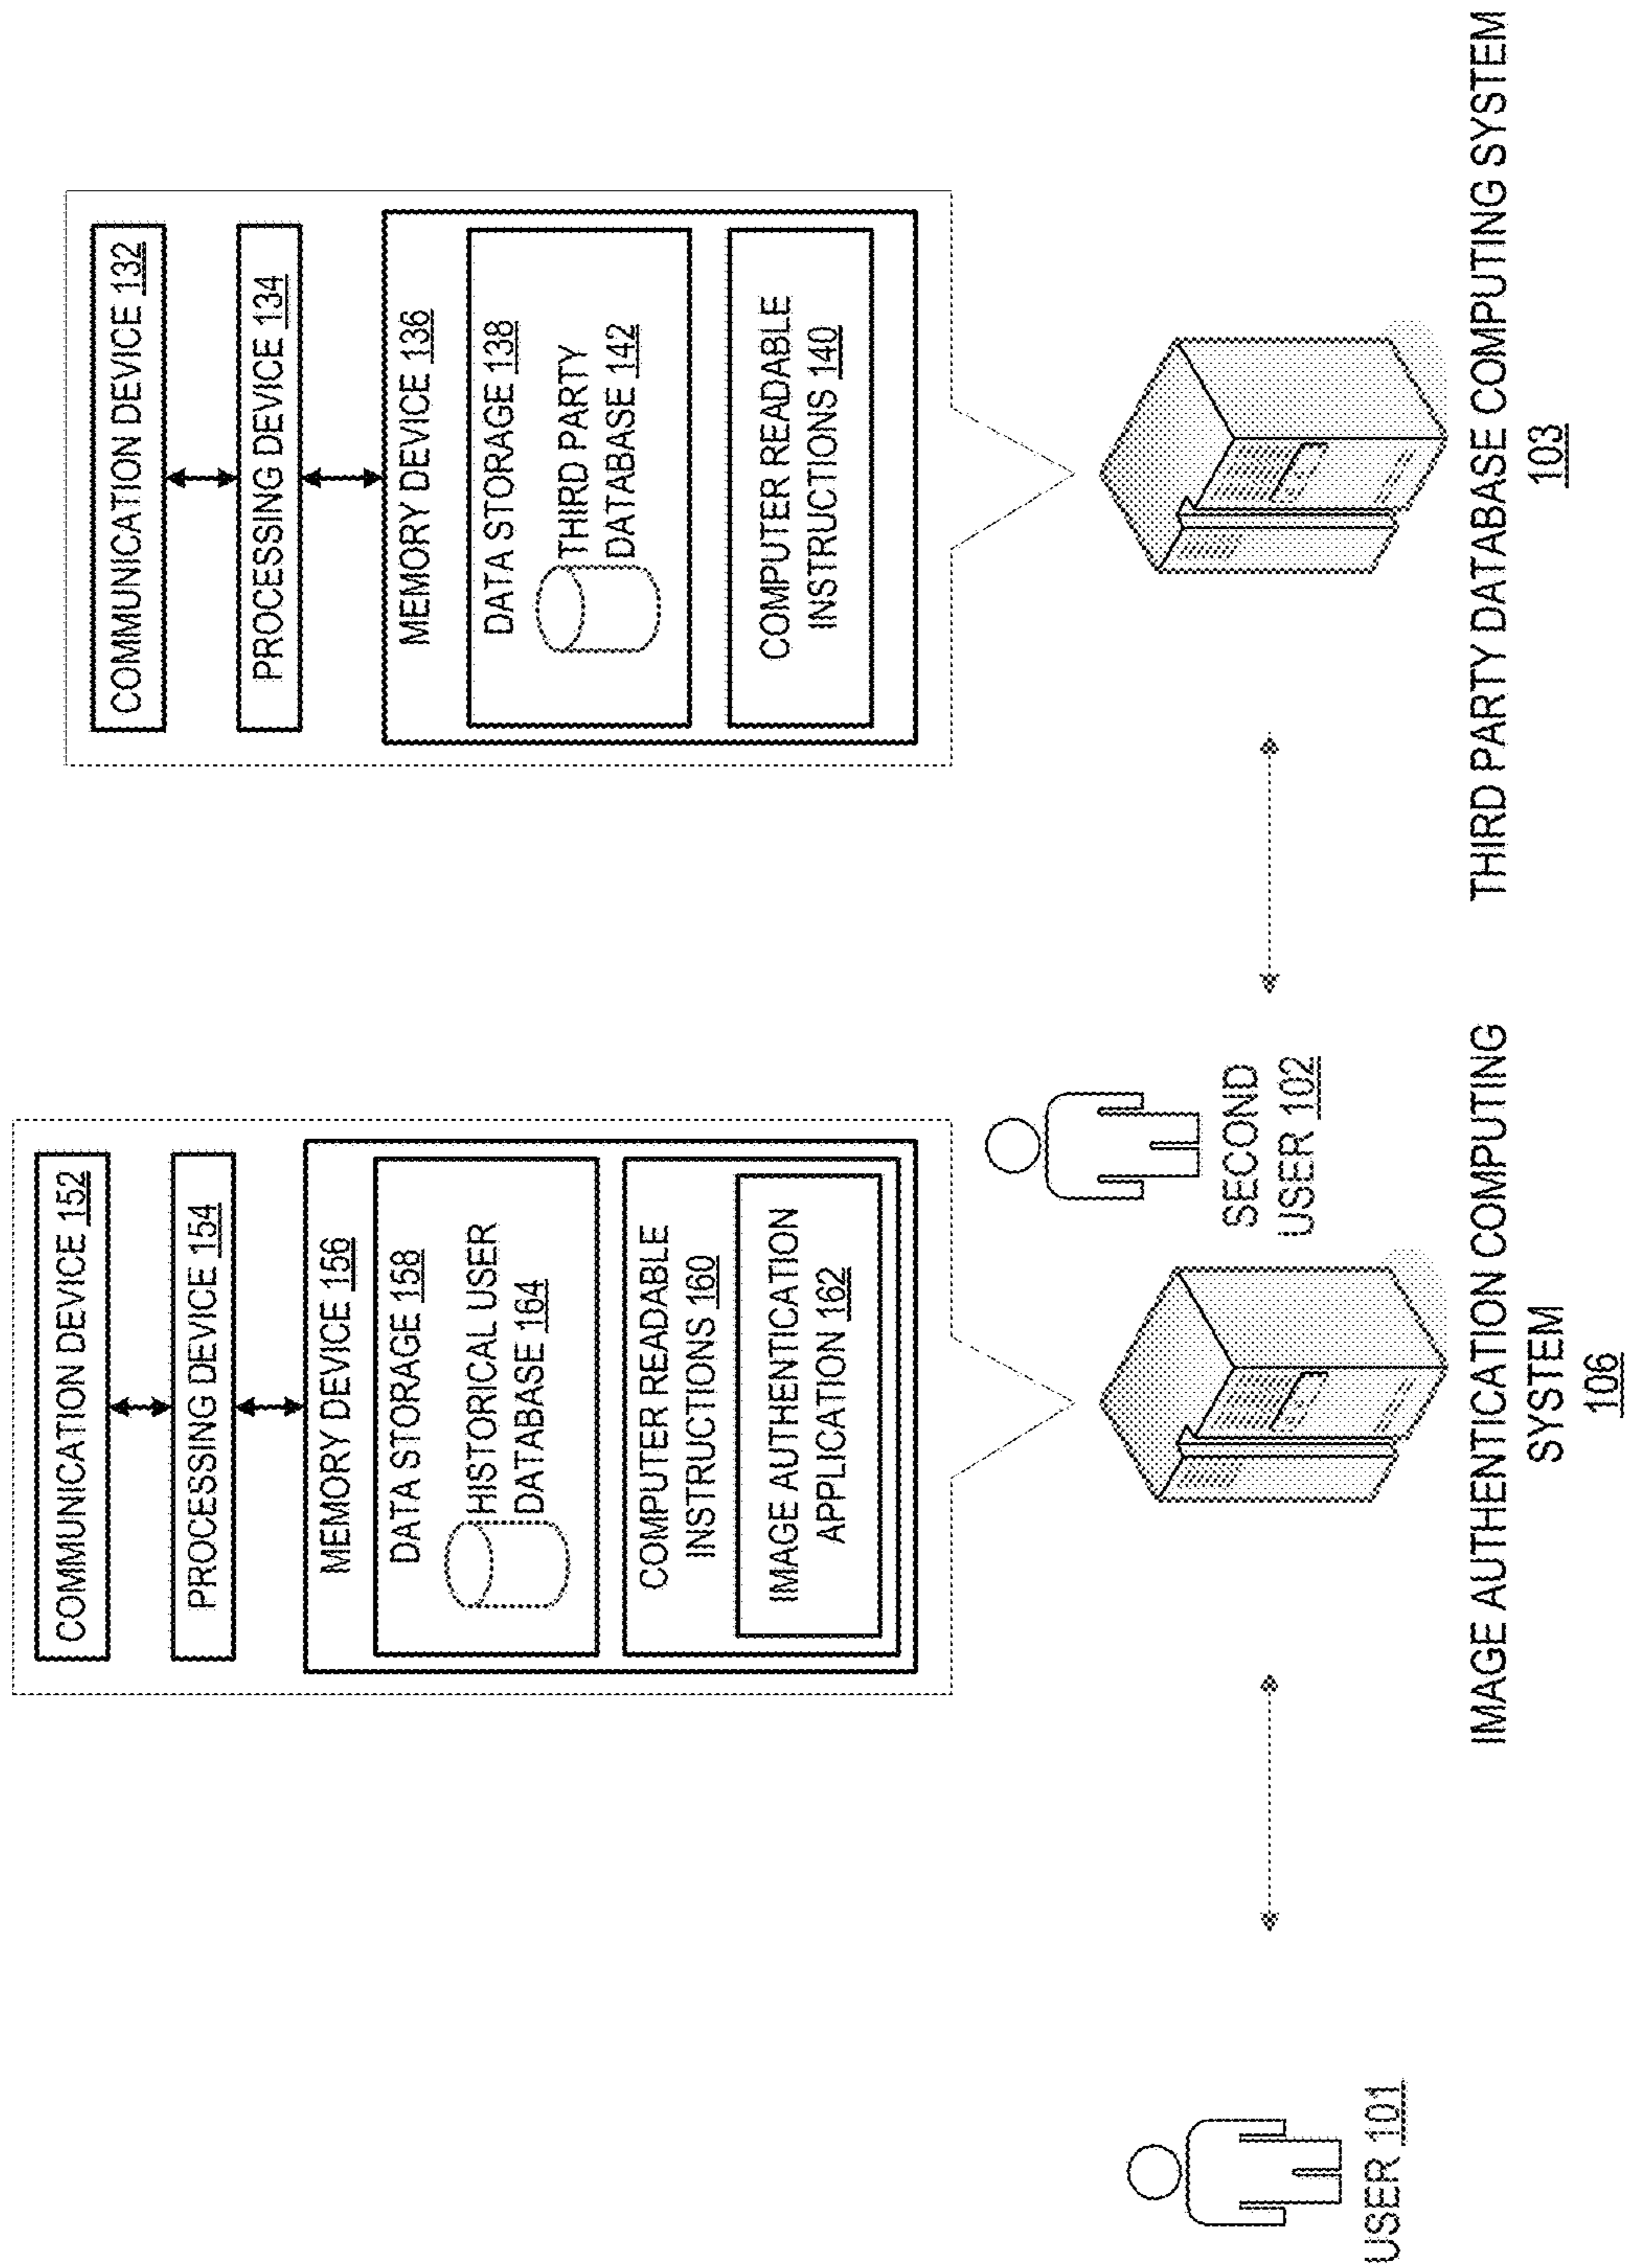 COMMUNICATION DEVICE 152
PROCESSING DEVICE 154
MEMORY DEVICE 156
DATA STORAGE 158
HISTORICAL USER
DATABASE 164
COMPUTER READABLE
INSTRUCTIONS 160
IMAGE AUTHENTICATION
APPLICATION 162
COMMUNICATION DEVICE 132
PROCESSING DEVICE 134
MEMORY DEVICE 136
DATA STORAGE 138
THIRD PARTY
DATABASE 142
COMPUTER READABLE
INSTRUCTIONS 140
USER 101
SECOND
USER 102
IMAGE AUTHENTICATION COMPUTING
SYSTEM
106
THIRD PARTY DATABASE COMPUTING SYSTEM
103